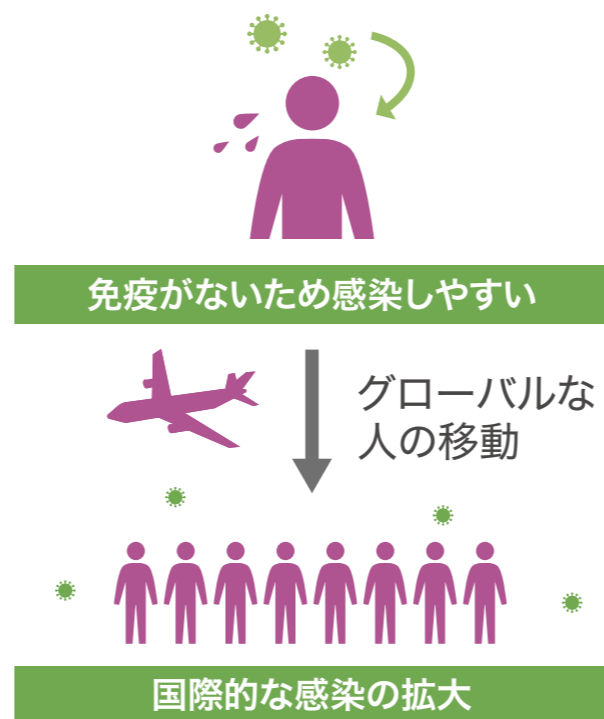 免疫がないため感染しやすい
グローバルな
人の移動
国際的な感染の拡大